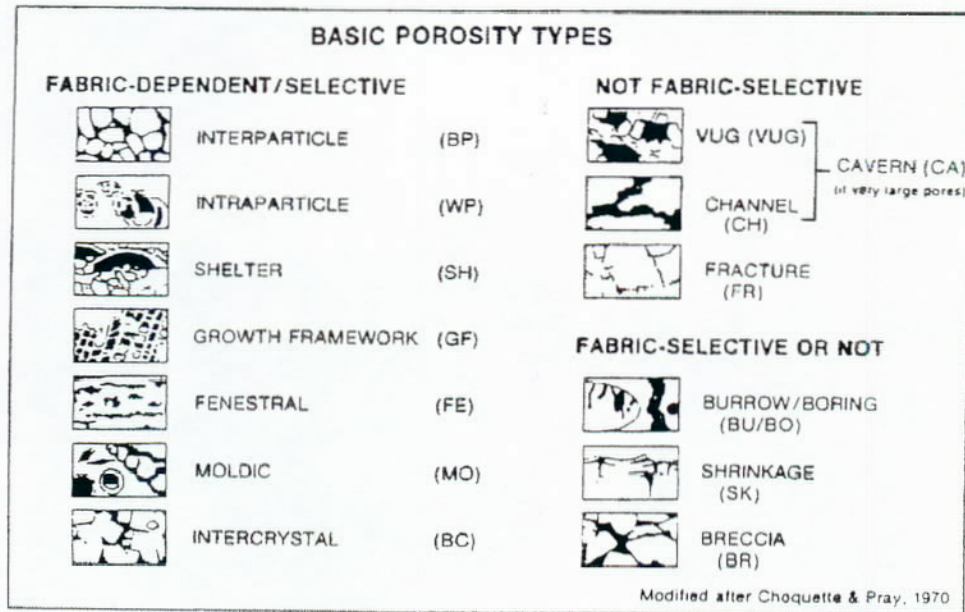 BASIC POROSITY TYPES
FABRIC-DEPENDENT/SELECTIVE
INTERPARTICLE (BP)
INTRAPARTICLE (WP)
SHELTER (SH)
GROWTH FRAMEWORK (GF)
FENESTRAL (FE)
MOLDIC (MO)
INTERCRYSTAL (BC)
NOT FABRIC-SELECTIVE
VUG (VUG)
CHANNEL
(CH)
CAVERN (CA)
(if very large pores)
FRACTURE
(FR)
FABRIC-SELECTIVE OR NOT
BURROW/BORING
(BU/BO)
SHRINKAGE
(SK)
BRECCIA
(BR)
Modified after Choquette & Pray, 1970